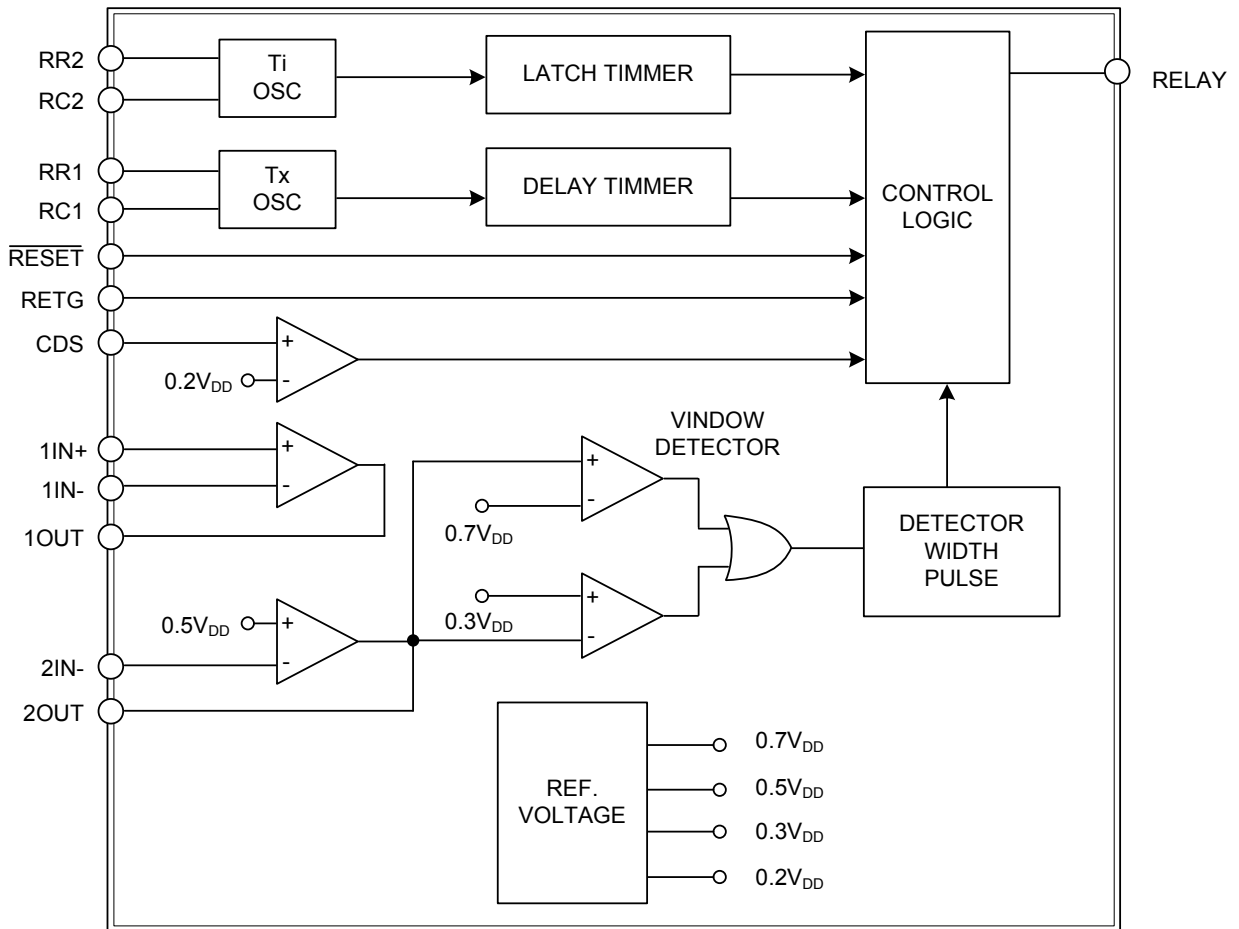 RR2
RC2
Ti
OSC
LATCH TIMMER
RELAY
RR1
RC1
Tx
OSC
DELAY TIMMER
CONTROL
LOGIC
RESET
RETG
CDS
+
-
0.2VDD
1IN+
1IN-
1OUT
+
-
VINDOW
DETECTOR
+
-
0.7VDD
0.3VDD
+
-
DETECTOR
WIDTH
PULSE
0.5VDD
+
-
2IN-
2OUT
REF.
VOLTAGE
0.7VDD
0.5VDD
0.3VDD
0.2VDD